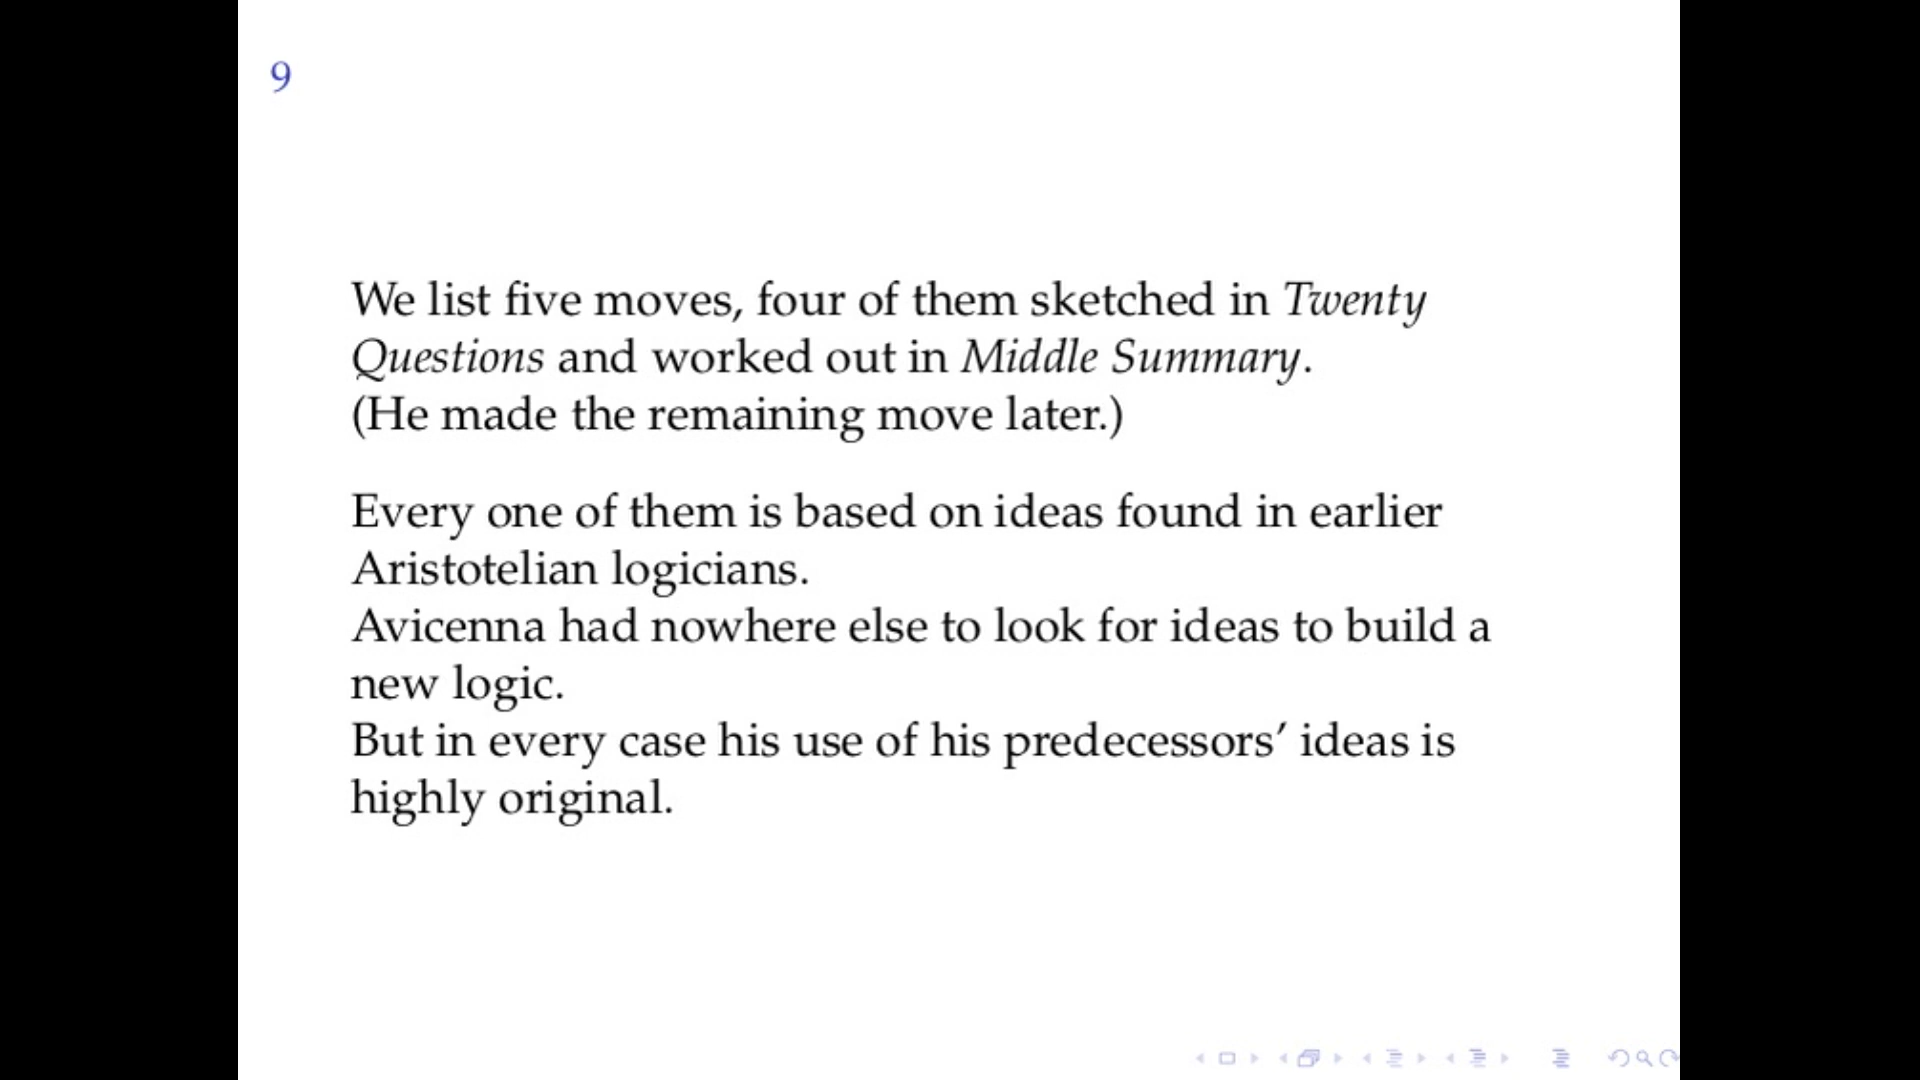 9
We list five moves, four of them sketched in Twenty
Questions and worked out in Middle Summary.
(He made the remaining move later.)
Every one of them is based on ideas found in earlier
Aristotelian logicians.
Avicenna had nowhere else to look for ideas to build a
new logic.
But in every case his use of his predecessors’ ideas is
highly original.